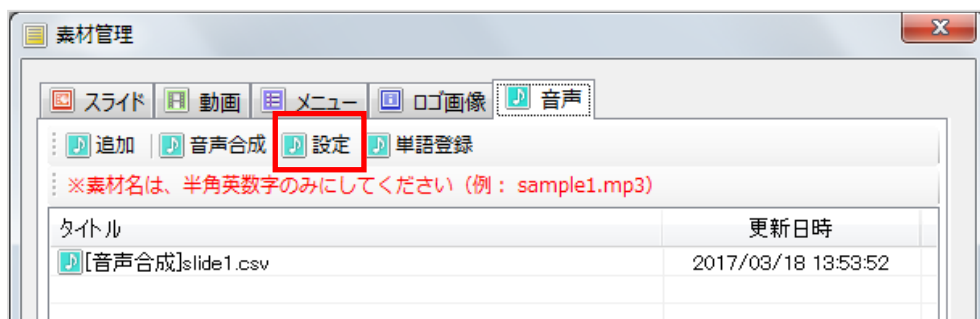 素材管理
スライド 動画 メニュー ロゴ画像 音声
追加 音声合成 設定 単語登録
※素材名は、半角英数字のみにしてください（例： sample1.mp3）
タイトル 更新日時
[音声合成]slide1.csv 2017/03/18 13:53:52